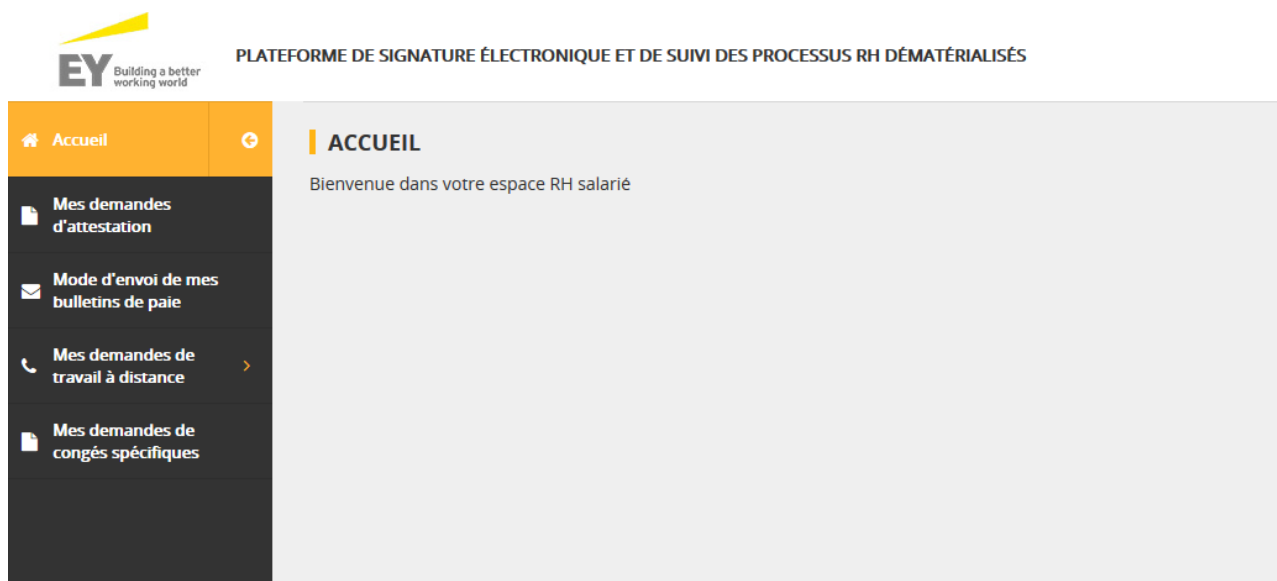 EY Building a better
working world
PLATEFORME DE SIGNATURE ÉLECTRONIQUE ET DE SUIVI DES PROCESSUS RH DÉMATÉRIALISÉS
Accueil
Mes demandes
d'attestation
Mode d'envoi de mes
bulletins de paie
Mes demandes de
travail à distance
Mes demandes de
congés spécifiques
ACCUEIL
Bienvenue dans votre espace RH salarié